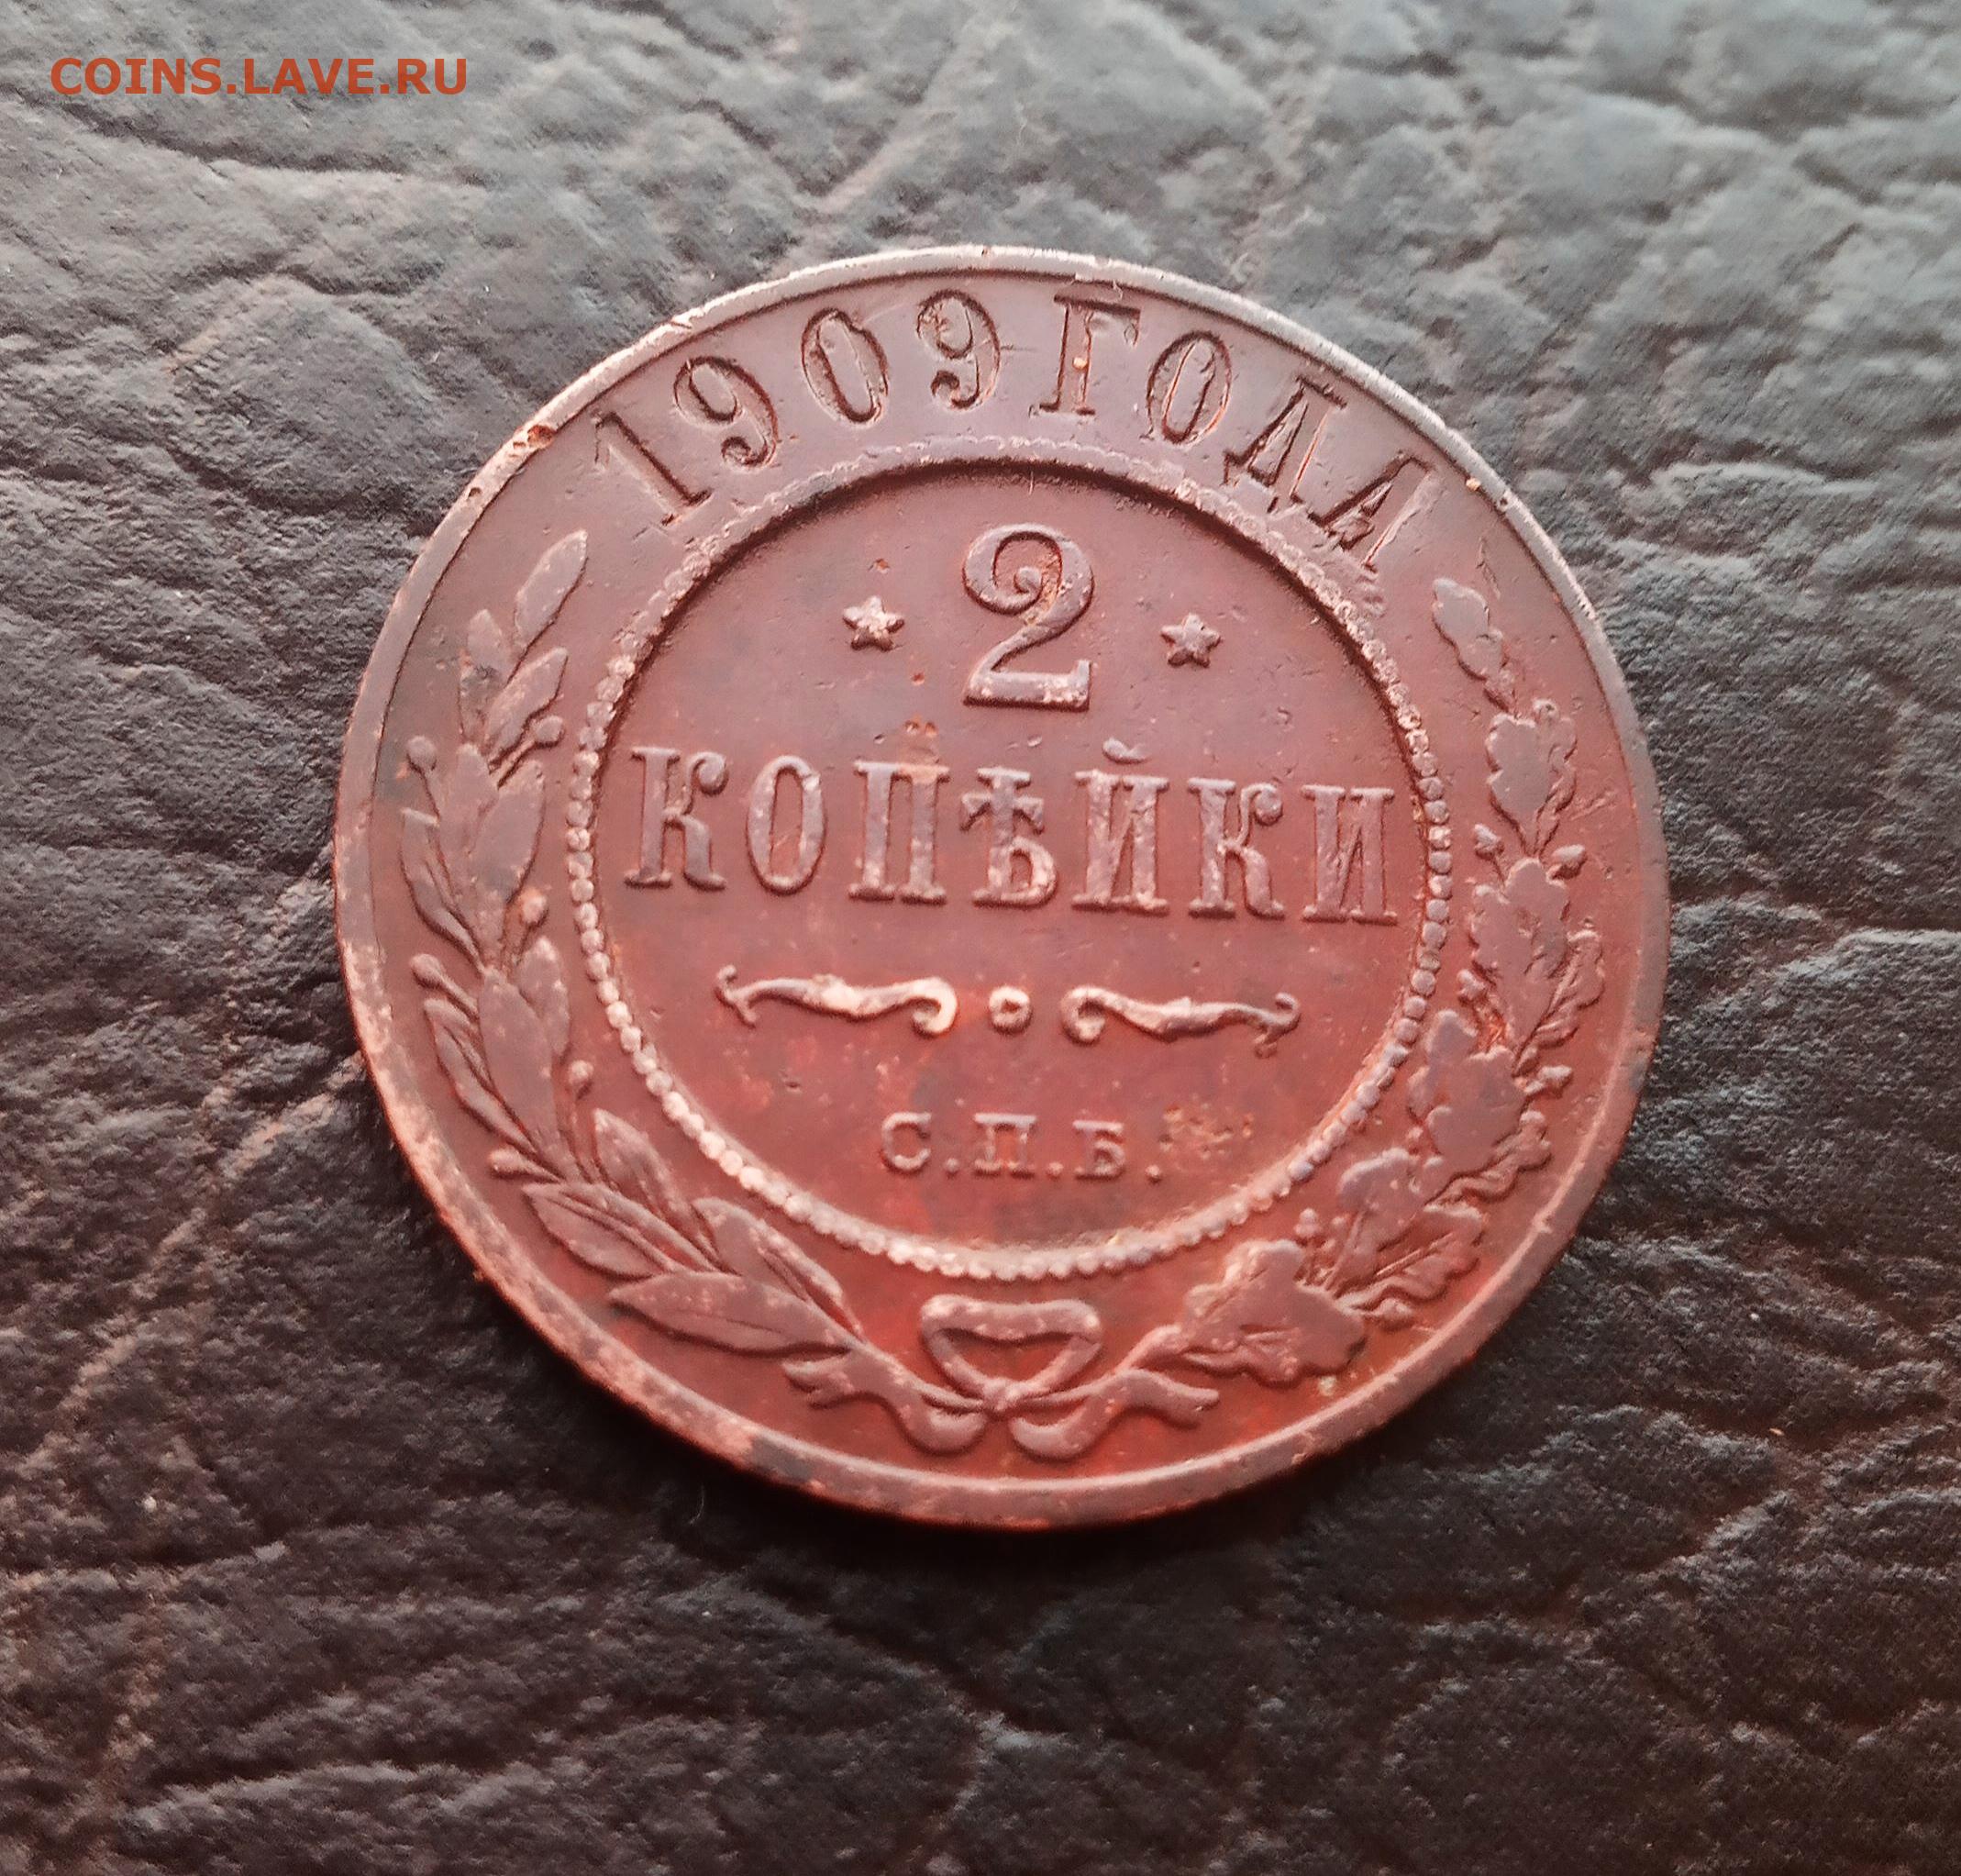 COINS.LAVE.RU
1909 ГОДА
2
КОПѢЙКИ
С.П.Б.